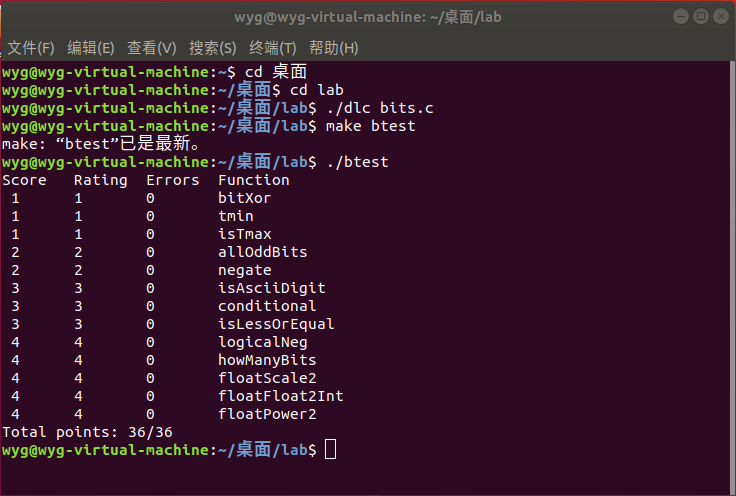 wyg@wyg-virtual-machine: ~/桌面/lab
文件(F) 编辑(E) 查看(V) 搜索(S) 终端(T) 帮助(H)
wyg@wyg-virtual-machine:~$ cd 桌面
wyg@wyg-virtual-machine:~/桌面$ cd lab
wyg@wyg-virtual-machine:~/桌面/lab$ ./dlc bits.c
wyg@wyg-virtual-machine:~/桌面/lab$ make btest
make: “btest”已是最新。
wyg@wyg-virtual-machine:~/桌面/lab$ ./btest
Score   Rating  Errors  Function
 1      1       0       bitXor
 1      1       0       tmin
 1      1       0       isTmax
 2      2       0       allOddBits
 2      2       0       negate
 3      3       0       isAsciiDigit
 3      3       0       conditional
 3      3       0       isLessOrEqual
 4      4       0       logicalNeg
 4      4       0       howManyBits
 4      4       0       floatScale2
 4      4       0       floatFloat2Int
 4      4       0       floatPower2
Total points: 36/36
wyg@wyg-virtual-machine:~/桌面/lab$